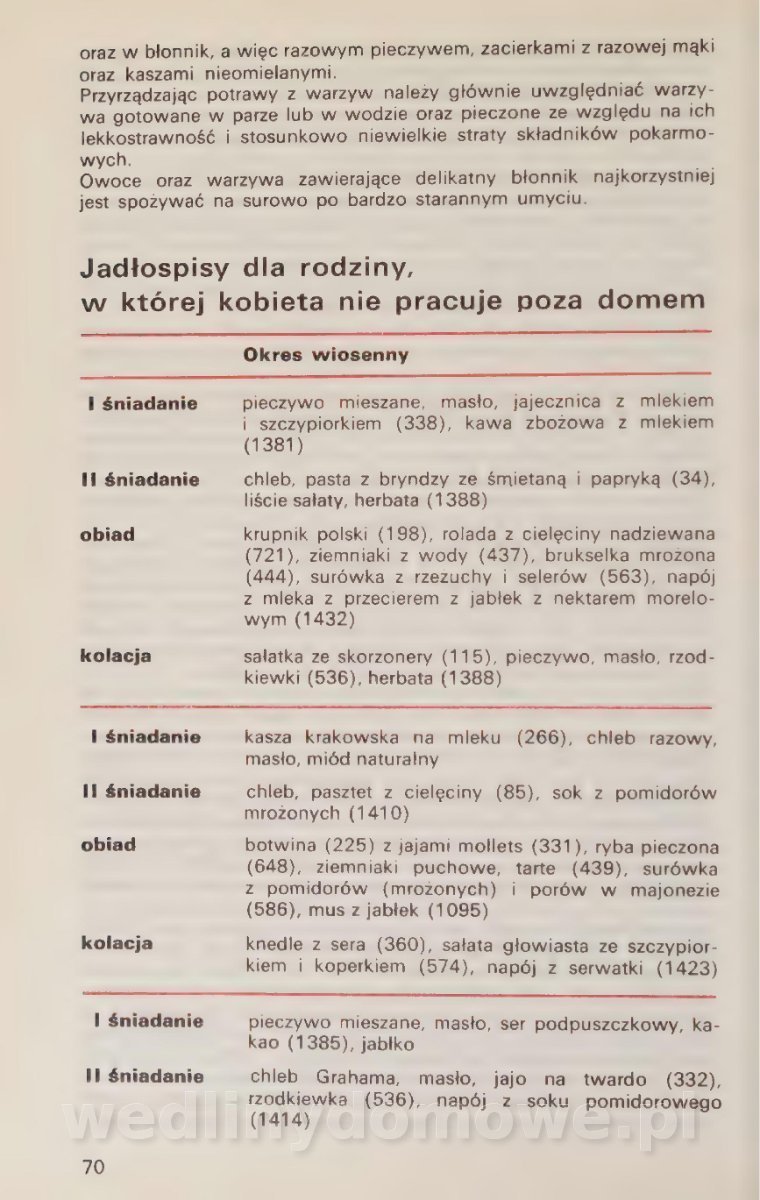 oraz w błonnik, a więc razowym pieczywem, zacierkami z razowej mąki
oraz kaszami nieomielanymi.
Przyrządzając potrawy z warzyw należy głównie uwzględniać warzy-
wa gotowane w parze lub w wodzie oraz pieczone ze względu na ich
lekkostrawność i stosunkowo niewielkie straty składników pokarmo-
wych.
Owoce oraz warzywa zawierające delikatny błonnik najkorzystniej
jest spożywać na surowo po bardzo starannym umyciu.
Jadłospisy dla rodziny,
w której kobieta nie pracuje poza domem
Okres wiosenny
I śniadanie pieczywo mieszane, masło, jajecznica z mlekiem
i szczypiorkiem (338), kawa zbożowa z mlekiem
(1381)
II śniadanie chleb, pasta z bryndzy ze śmietaną i papryką (34),
liście sałaty, herbata (1388)
obiad krupnik polski (198), rolada z cielęciny nadziewana
(721), ziemniaki z wody (437), brukselka mrożona
(444), surówka z rzezuchy i selerów (563), napój
z mleka z przecierem z jabłek z nektarem morelo-
wym (1432)
kolacja sałatka ze skorzonery (115), pieczywo, masło, rzod-
kiewki (536), herbata (1388)
I śniadanie kasza krakowska na mleku (266), chleb razowy,
masło, miód naturalny
II śniadanie chleb, pasztet z cielęciny (85), sok z pomidorów
mrożonych (1410)
obiad botwina (225) z jajami mollets (331), ryba pieczona
(648), ziemniaki puchowe, tarte (439), surówka
z pomidorów (mrożonych) i porów w majonezie
(586), mus z jabłek (1095)
kolacja knedle z sera (360), sałata głowiasta ze szczypior-
kiem i koperkiem (574), napój z serwatki (1423)
I śniadanie pieczywo mieszane, masło, ser podpuszczkowy, ka-
kao (1385), jabłko
II śniadanie chleb Grahama, masło, jajo na twardo (332),
rzodkiewka (536), napój z soku pomidorowego
(1414)
wedlinydomowe.pl
70